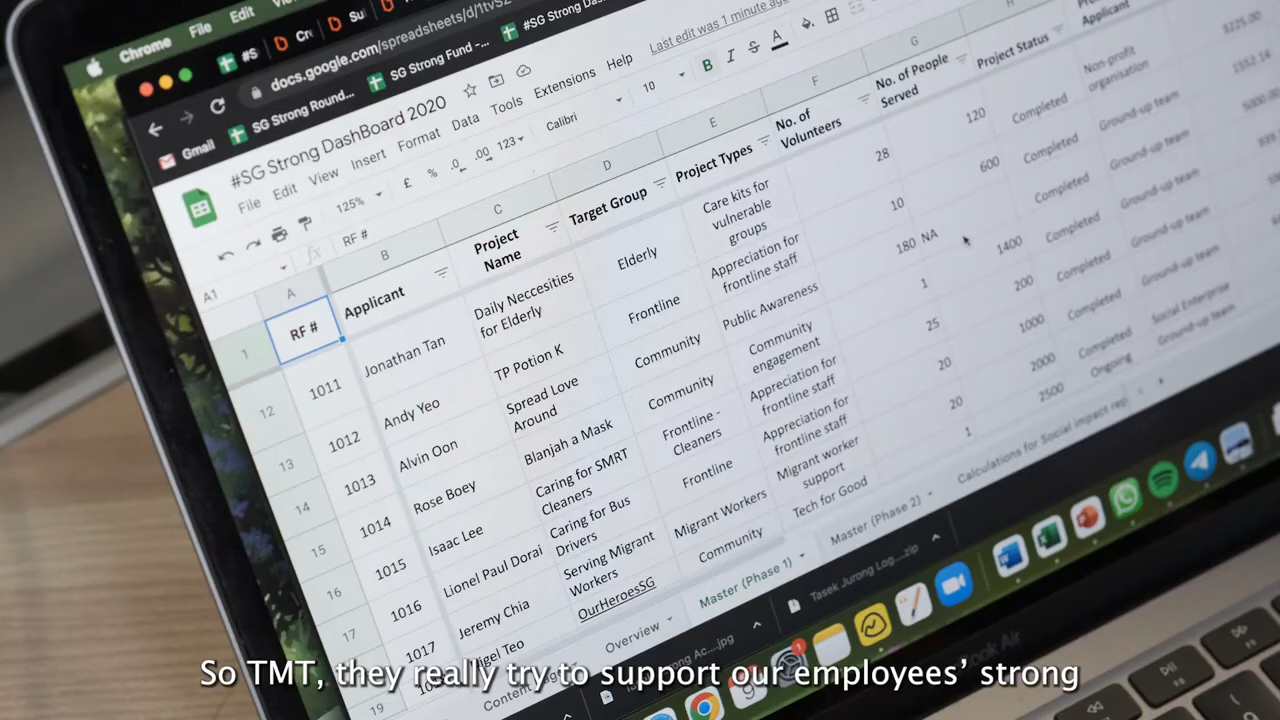 Chrome File Edit
#S
docs.google.com/spreadsheets/d/1tvSZ
Gmail SG Strong Round... SG Strong Fund -... #SG Strong Das
#SG Strong DashBoard 2020
File Edit View Insert Format Data Tools Extensions Help Last edit was 1 minute ago
125% £ % .0 .00 123 Calibri 10 B I S A
A1 fx RF #
A B C D E F G H
1 RF # Applicant Project Name Target Group Project Types No. of Volunteers No. of People Served Project Status Applicant
12 1011 Jonathan Tan Daily Neccesities for Elderly Elderly Care kits for vulnerable groups 28 120 Completed Non-profit organisation
13 1012 Andy Yeo TP Potion K Frontline Appreciation for frontline staff 10 600 Completed Ground-up team
14 1013 Alvin Oon Spread Love Around Community Public Awareness 180 NA Completed Ground-up team
15 1014 Rose Boey Blanjah a Mask Community Community engagement 1 1400 Completed Ground-up team
16 1015 Isaac Lee Caring for SMRT Cleaners Frontline - Cleaners Appreciation for frontline staff 25 200 Completed Ground-up team
17 1016 Lionel Paul Dorai Caring for Bus Drivers Frontline Appreciation for frontline staff 20 1000 Completed Ground-up team
1017 Jeremy Chia Serving Migrant Workers Migrant Workers Migrant worker support 20 2000 Completed Social Enterprise
19 Nigel Teo OurHeroesSG Community Tech for Good 1 2500 Ongoing Ground-up team
Overview Master (Phase 1) Master (Phase 2) Calculations for Social impact rep
Tasek Jurong Log....zip
So TMT, they really try to support our employees' strong